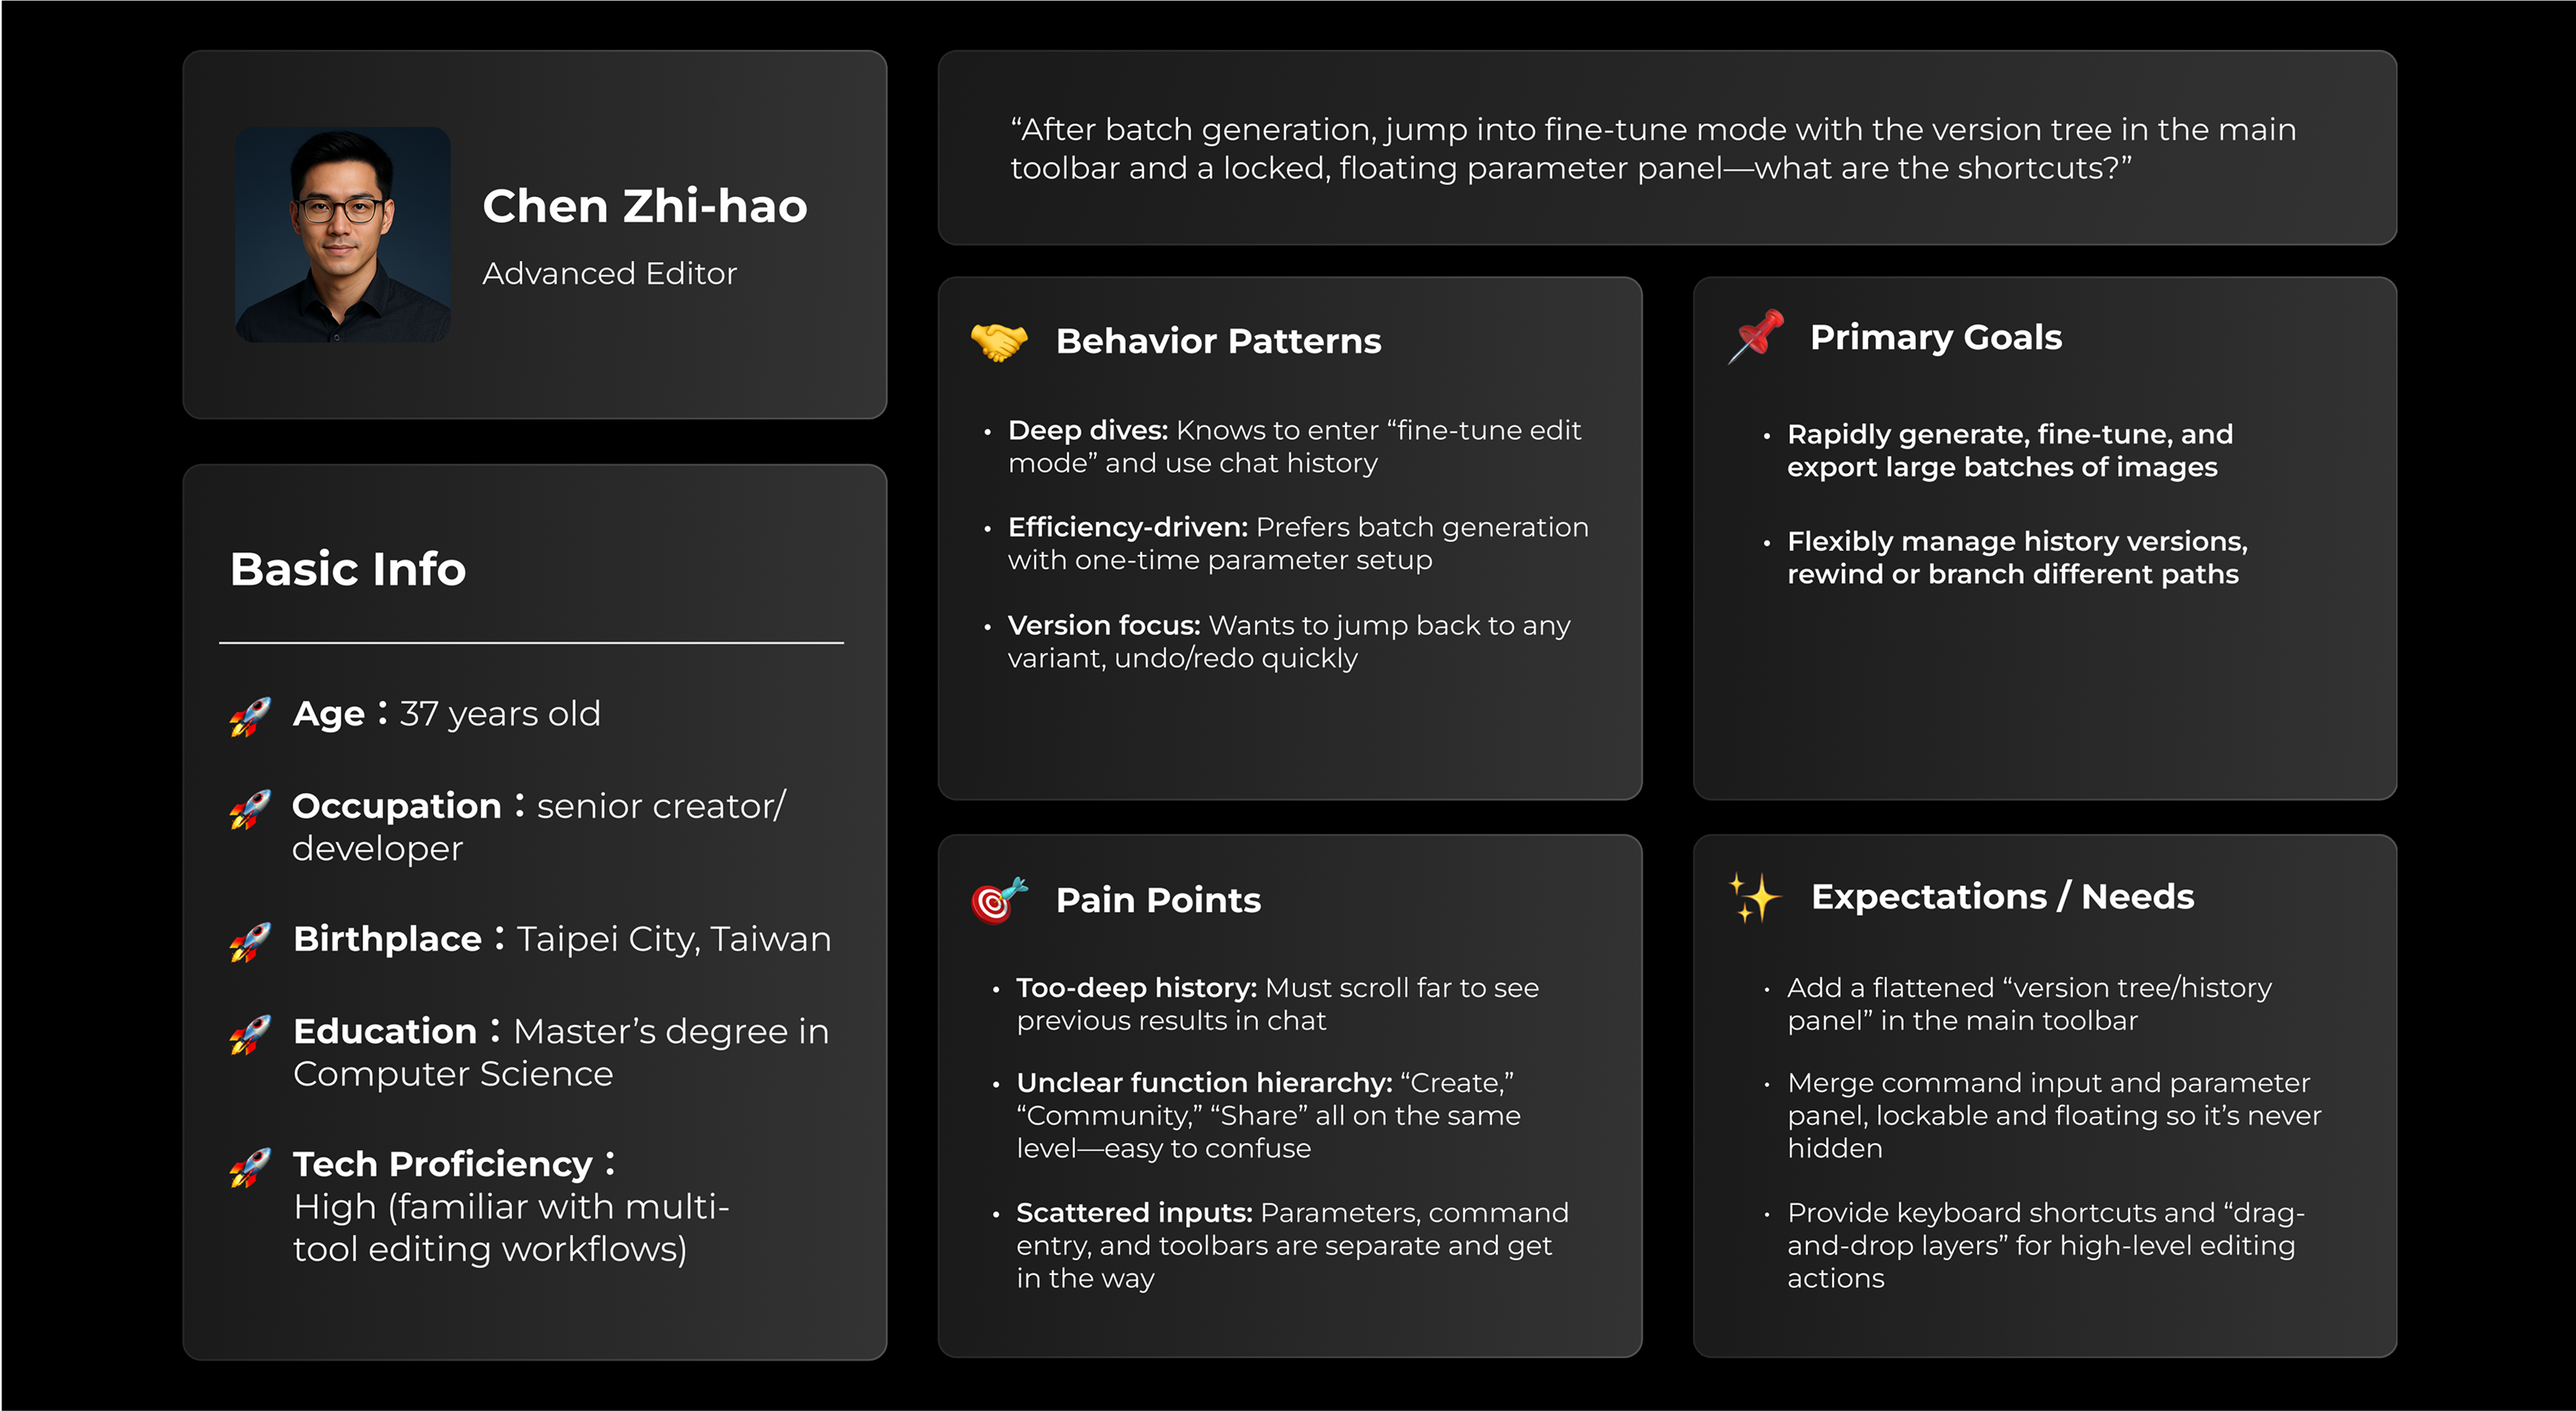 Chen Zhi-hao
Advanced Editor
Basic Info
Age：37 years old
Occupation：senior creator/
developer
Birthplace：Taipei City, Taiwan
Education：Master’s degree in
Computer Science
Tech Proficiency：
High (familiar with multi-
tool editing workflows)
“After batch generation, jump into fine-tune mode with the version tree in the main
toolbar and a locked, floating parameter panel—what are the shortcuts?”
Behavior Patterns
• Deep dives: Knows to enter “fine-tune edit
mode” and use chat history
• Efficiency-driven: Prefers batch generation
with one-time parameter setup
• Version focus: Wants to jump back to any
variant, undo/redo quickly
Primary Goals
• Rapidly generate, fine-tune, and
export large batches of images
• Flexibly manage history versions,
rewind or branch different paths
Pain Points
• Too-deep history: Must scroll far to see
previous results in chat
• Unclear function hierarchy: “Create,”
“Community,” “Share” all on the same
level—easy to confuse
• Scattered inputs: Parameters, command
entry, and toolbars are separate and get
in the way
Expectations / Needs
• Add a flattened “version tree/history
panel” in the main toolbar
• Merge command input and parameter
panel, lockable and floating so it’s never
hidden
• Provide keyboard shortcuts and “drag-
and-drop layers” for high-level editing
actions